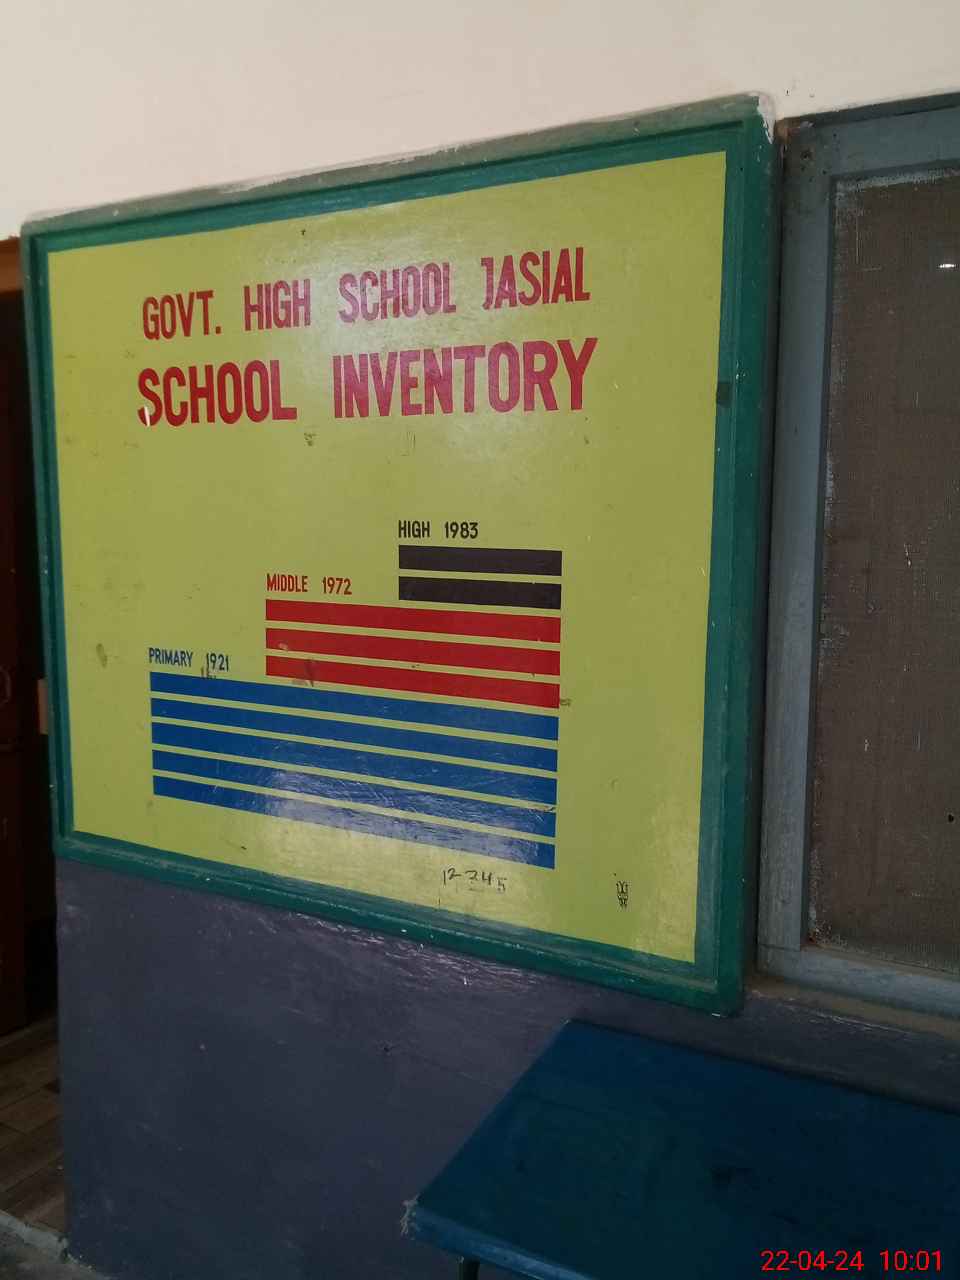 GOVT. HIGH SCHOOL JASIAL
SCHOOL INVENTORY
HIGH 1983
MIDDLE 1972
PRIMARY 1921
12345
22-04-24 10:01